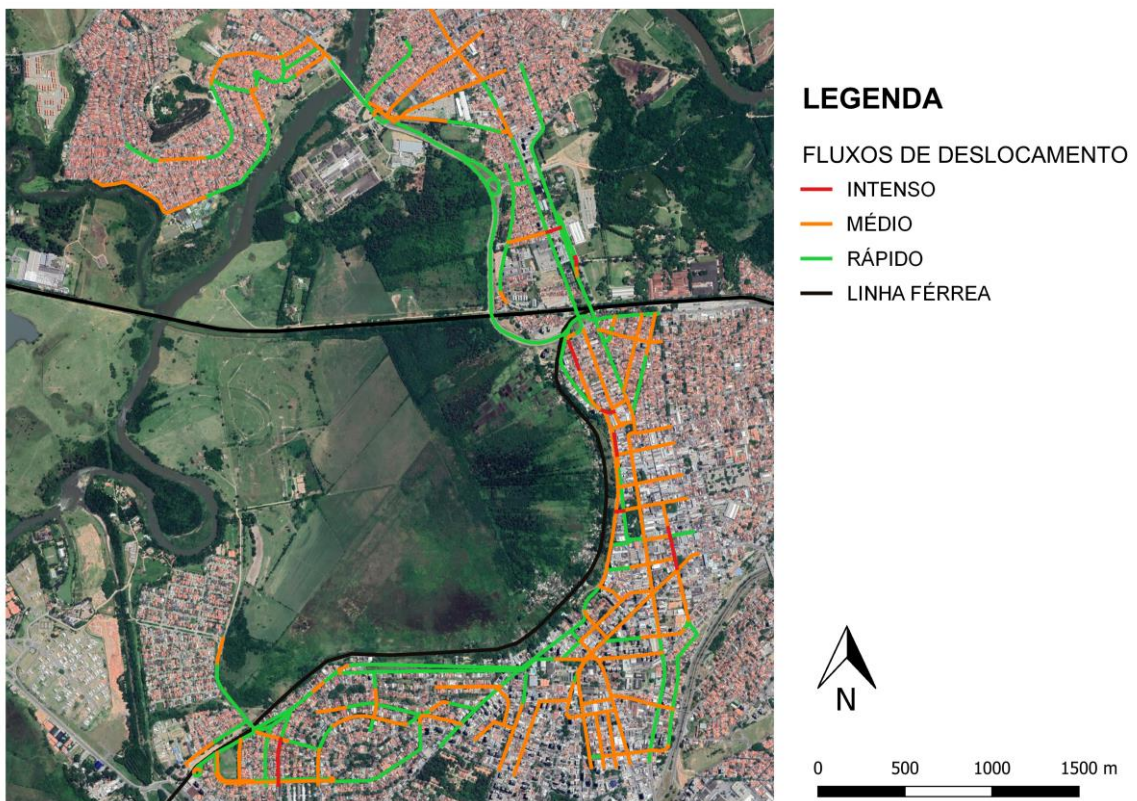 LEGENDA
FLUXOS DE DESLOCAMENTO
INTENSO
MÉDIO
RÁPIDO
LINHA FÉRREA
N
0 500 1000 1500 m